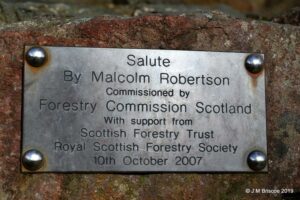 Salute
By Malcolm Robertson
Commissioned by
Forestry Commission Scotland
With support from
Scottish Forestry Trust
Royal Scottish Forestry Society
10th October 2007
© J M Briscoe 2019